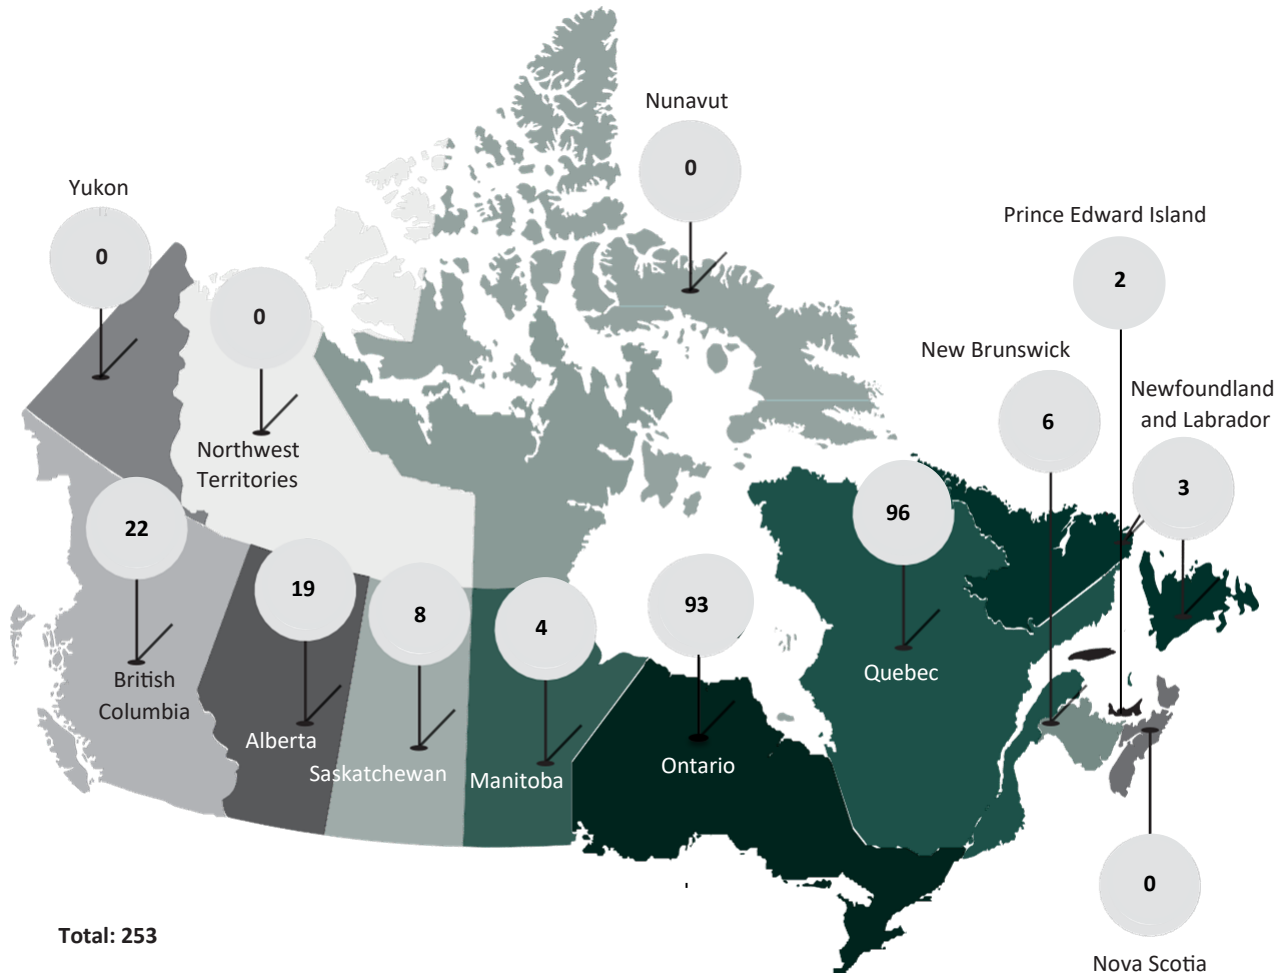 Nunavut
0
Yukon
0
Prince Edward Island
2
0
New Brunswick
6
Newfoundland
and Labrador
3
Northwest
Territories
22
96
19
8
4
93
British
Columbia
Quebec
Alberta
Saskatchewan
Manitoba
Ontario
0
Total: 253
Nova Scotia